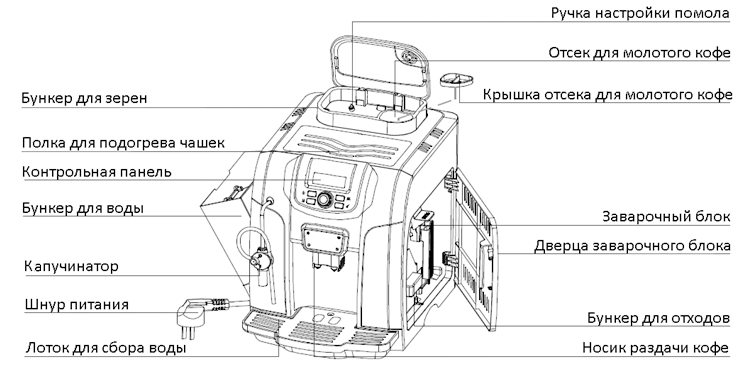 Ручка настройки помола
Отсек для молотого кофе
Бункер для зерен
Крышка отсека для молотого кофе
Полка для подогрева чашек
Контрольная панель
Бункер для воды
Заварочный блок
Дверца заварочного блока
Капучинатор
Шнур питания
Бункер для отходов
Лоток для сбора воды
Носик раздачи кофе